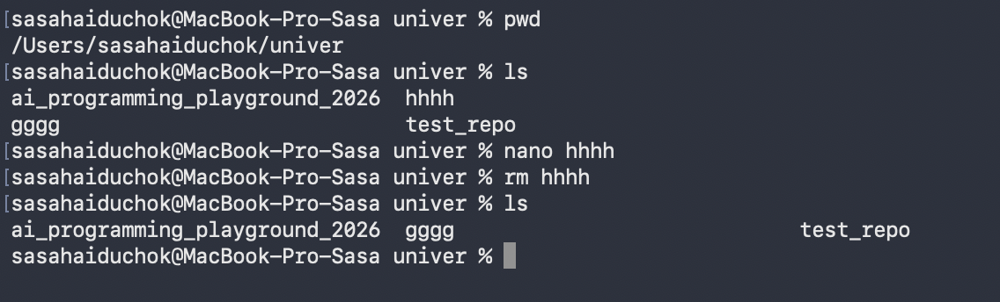 [sasahaiduchok@MacBook-Pro-Sasa univer % pwd
/Users/sasahaiduchok/univer
[sasahaiduchok@MacBook-Pro-Sasa univer % ls
ai_programming_playground_2026  hhhh
gggg                            test_repo
[sasahaiduchok@MacBook-Pro-Sasa univer % nano hhhh
[sasahaiduchok@MacBook-Pro-Sasa univer % rm hhhh
[sasahaiduchok@MacBook-Pro-Sasa univer % ls
ai_programming_playground_2026  gggg                            test_repo
sasahaiduchok@MacBook-Pro-Sasa univer %